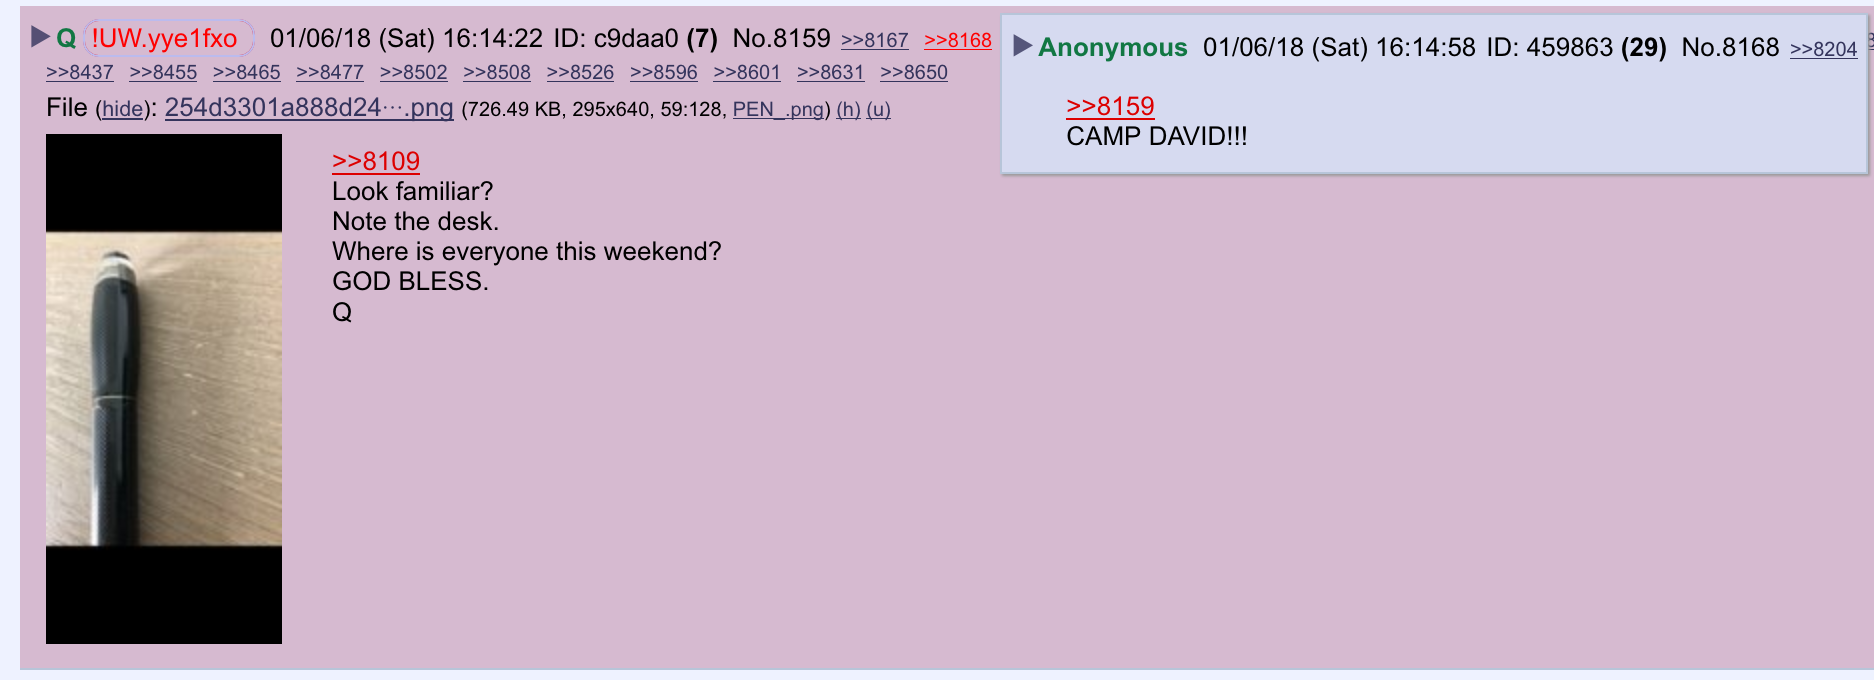 ▶ Q !UW.yye1fxo 01/06/18 (Sat) 16:14:22 ID: c9daa0 (7) No.8159 >>8167 >>8168
>>8437 >>8455 >>8465 >>8477 >>8502 >>8508 >>8526 >>8596 >>8601 >>8631 >>8650
File (hide): 254d3301a888d24···.png (726.49 KB, 295x640, 59:128, PEN_.png) (h) (u)
>>8109
Look familiar?
Note the desk.
Where is everyone this weekend?
GOD BLESS.
Q
▶ Anonymous 01/06/18 (Sat) 16:14:58 ID: 459863 (29) No.8168 >>8204
>>8159
CAMP DAVID!!!